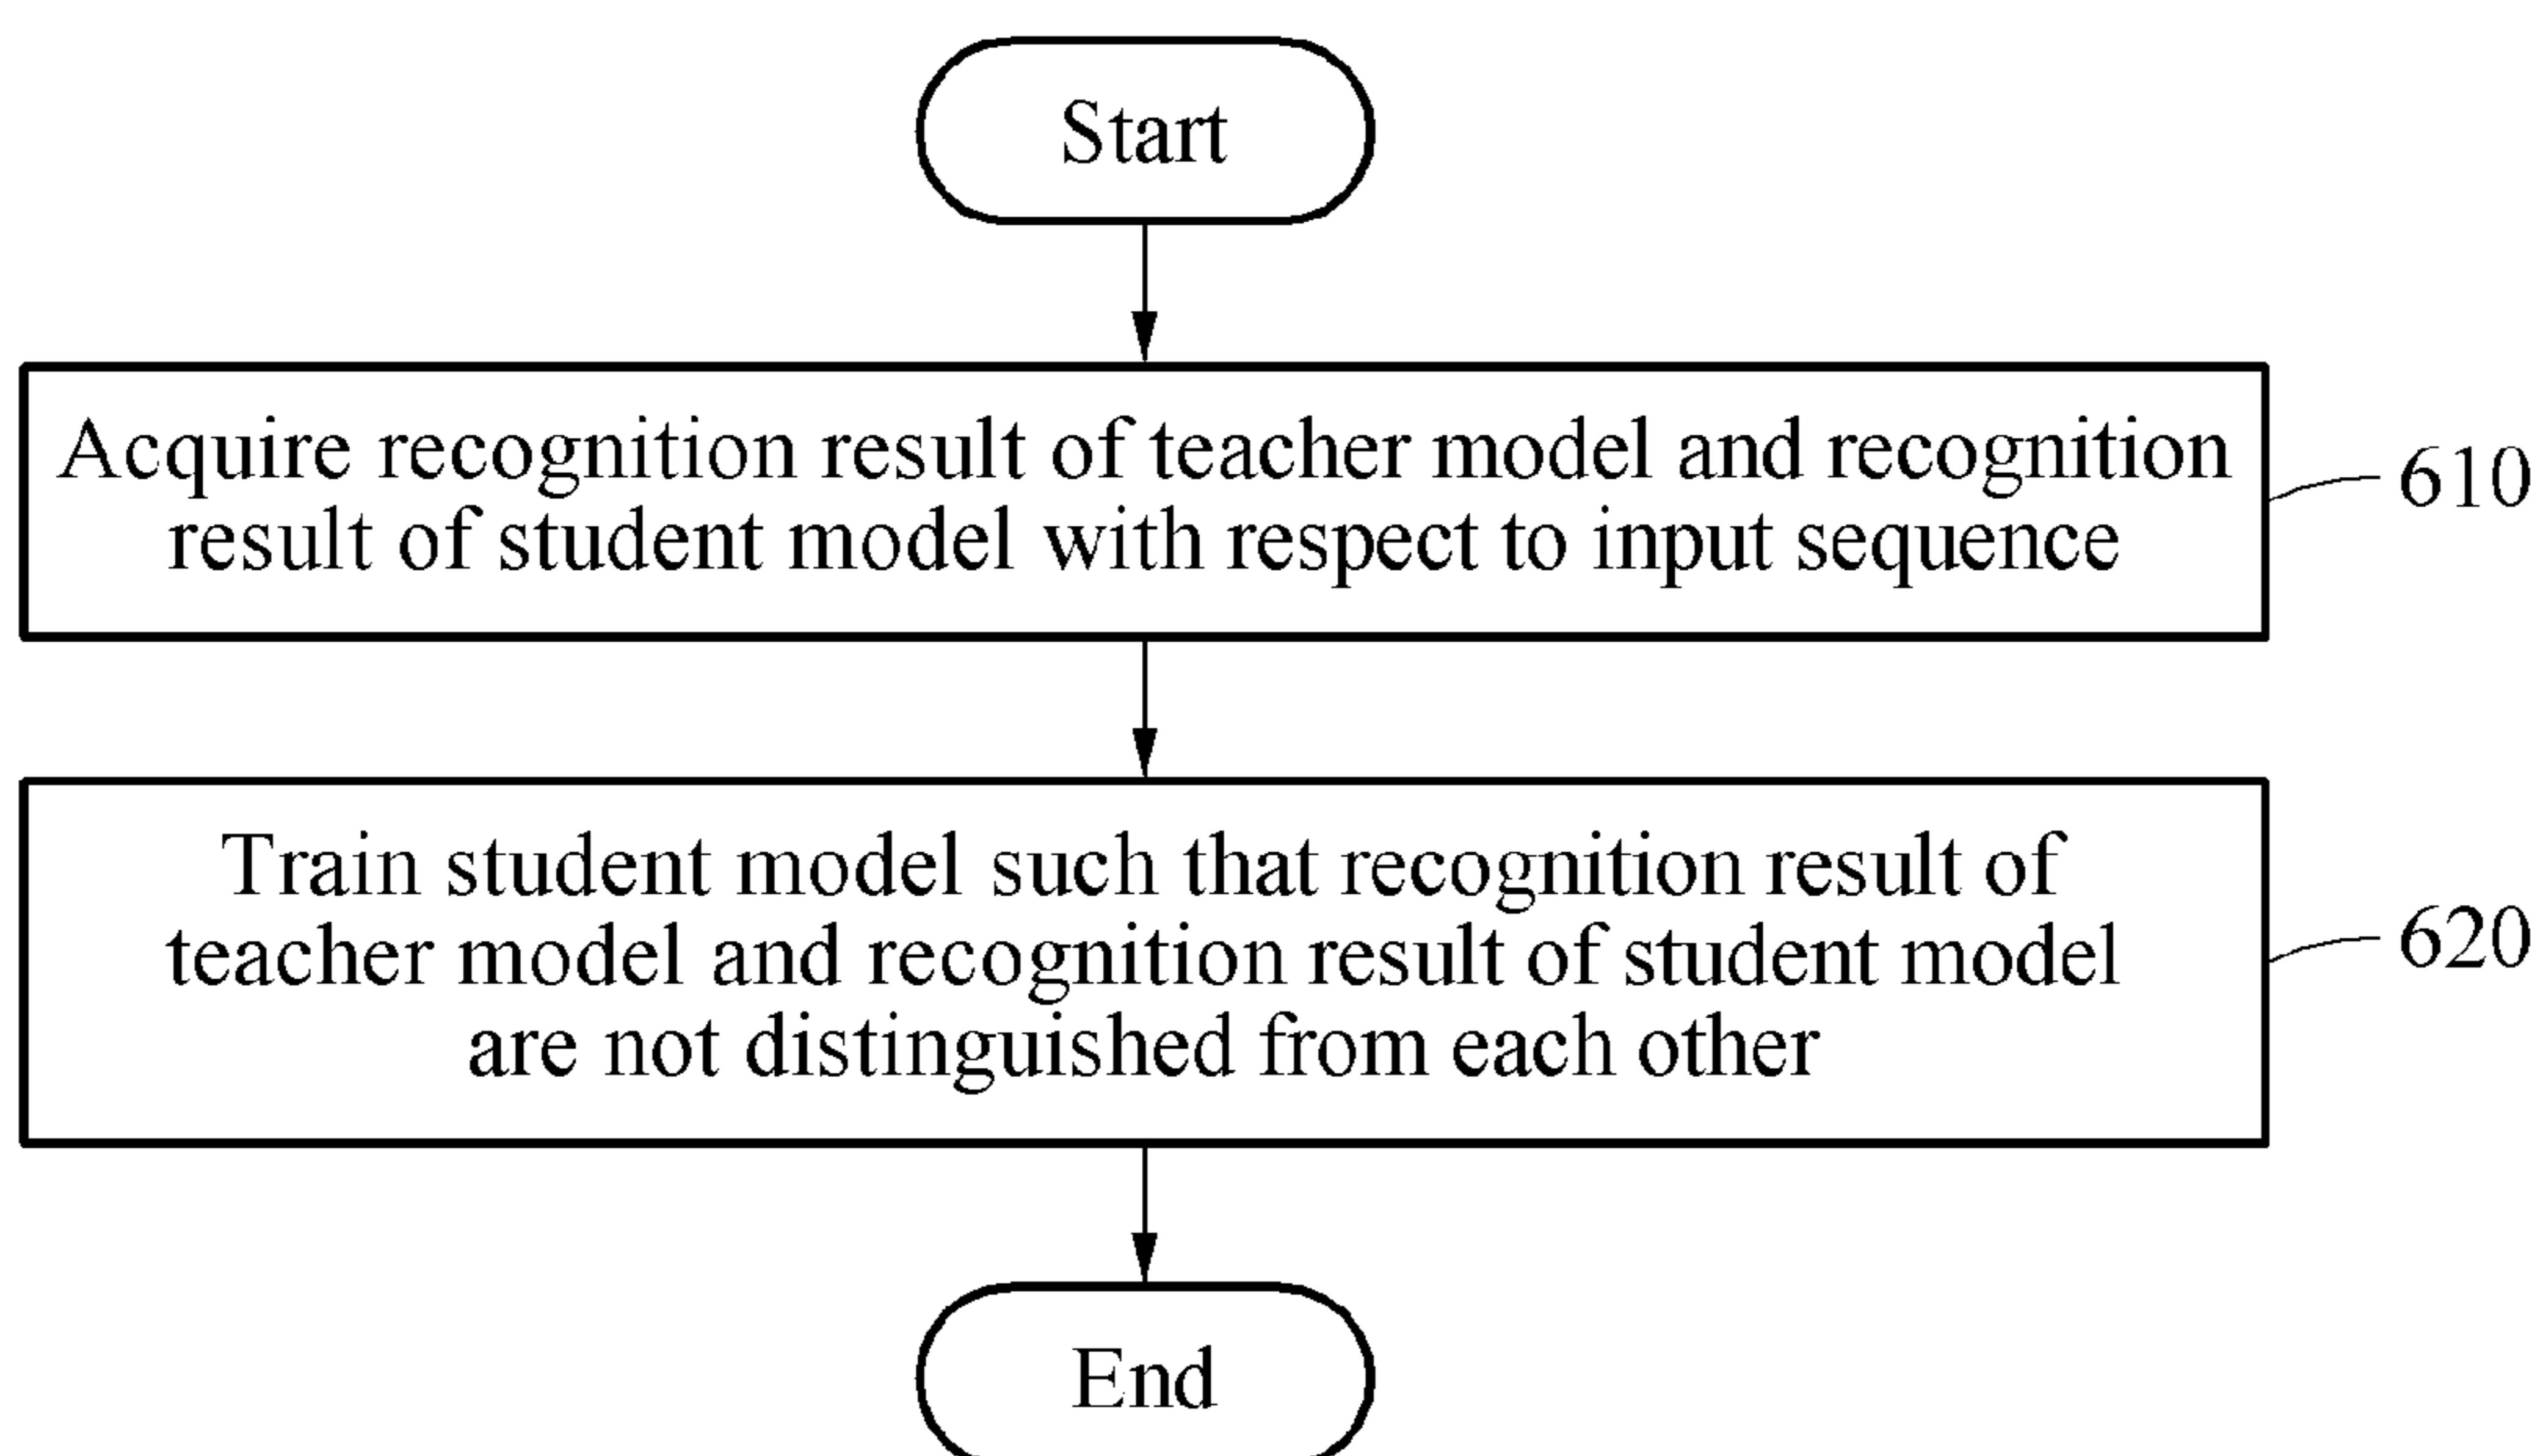 Start
Acquire recognition result of teacher model and recognition
result of student model with respect to input sequence
610
Train student model such that recognition result of
teacher model and recognition result of student model
are not distinguished from each other
620
End